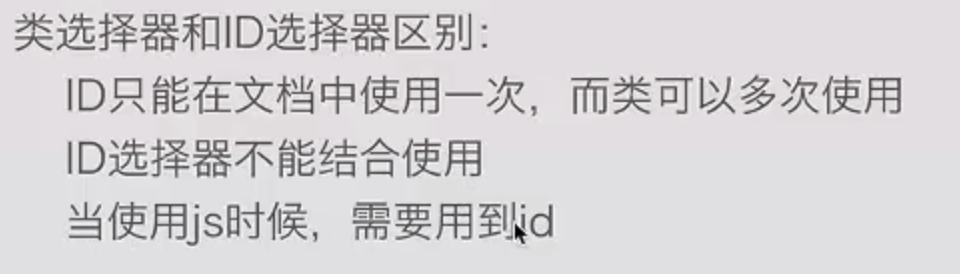 类选择器和ID选择器区别：
ID只能在文档中使用一次，而类可以多次使用
ID选择器不能结合使用
当使用js时候，需要用到id